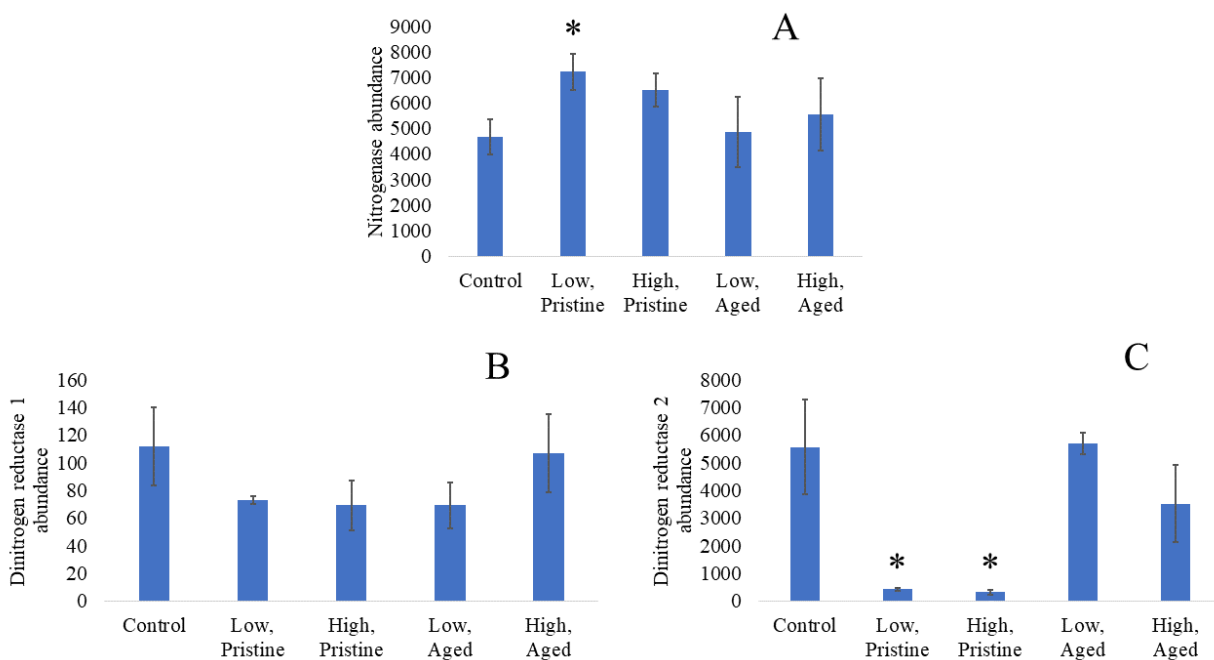 A
*
Nitrogenase abundance
9000
8000
7000
6000
5000
4000
3000
2000
1000
0
Control
Low,
Pristine
High,
Pristine
Low,
Aged
High,
Aged
B
Dinitrogen reductase 1
abundance
160
140
120
100
80
60
40
20
0
Control
Low,
Pristine
High,
Pristine
Low,
Aged
High,
Aged
C
Dinitrogen reductase 2
abundance
8000
7000
6000
5000
4000
3000
2000
1000
0
*
*
Control
Low,
Pristine
High,
Pristine
Low,
Aged
High,
Aged